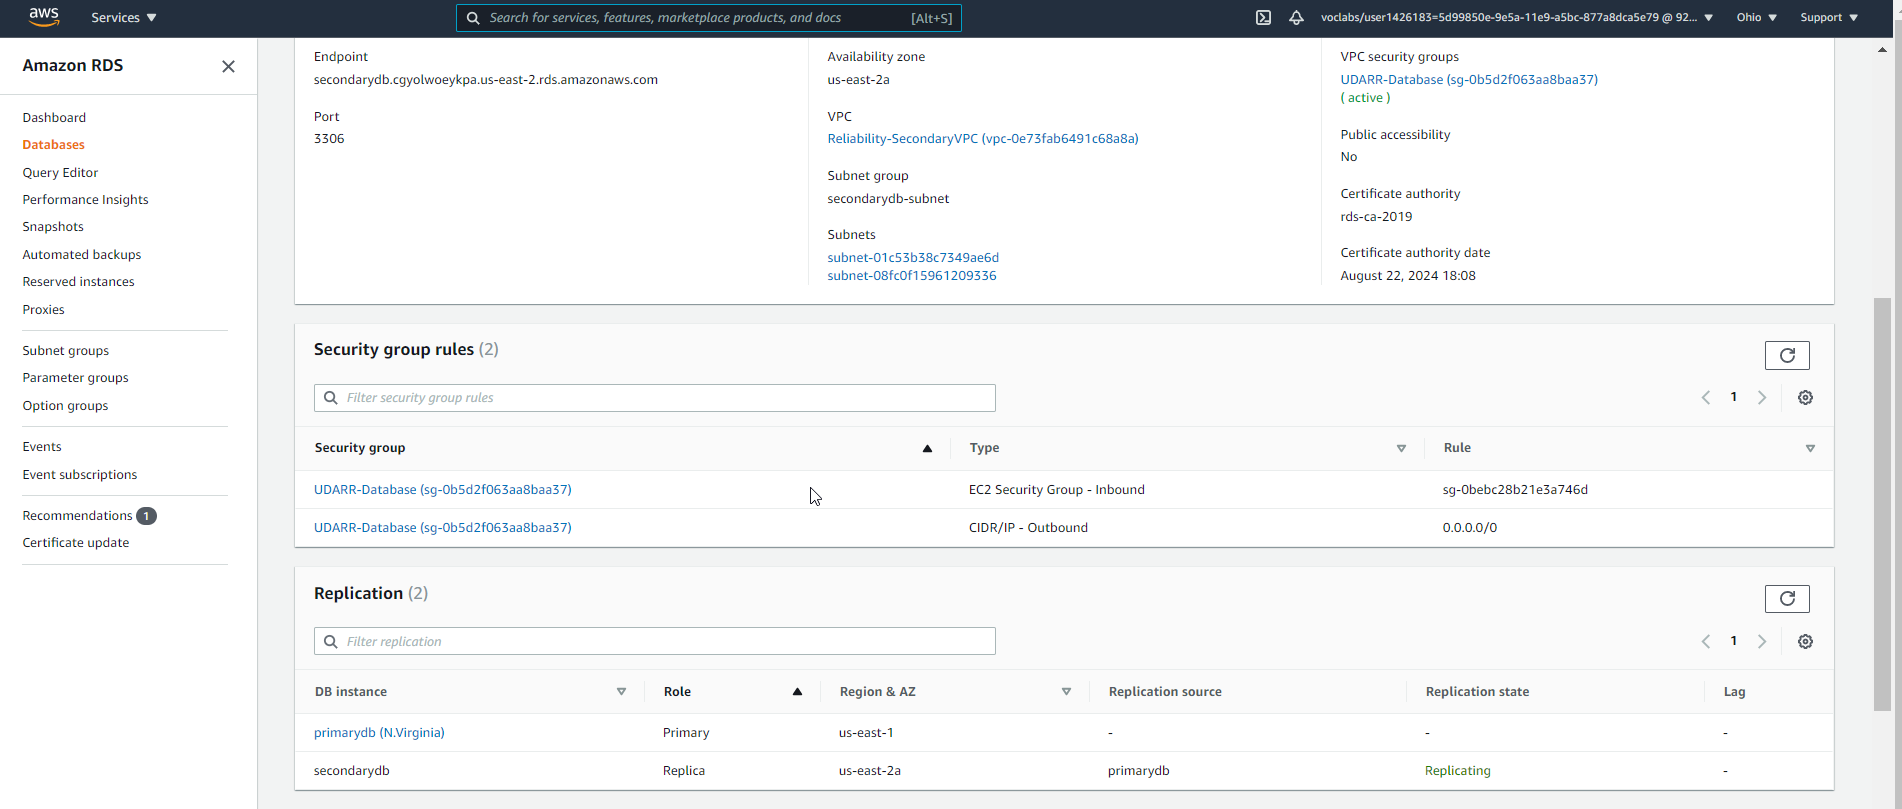 aws
Services
Search for services, features, marketplace products, and docs [Alt+S]
voclabs/user1426183=5d99850e-9e5a-11e9-a5bc-877a8dca5e79 @ 92...
Ohio
Support
Amazon RDS
Dashboard
Databases
Query Editor
Performance Insights
Snapshots
Automated backups
Reserved instances
Proxies
Subnet groups
Parameter groups
Option groups
Events
Event subscriptions
Recommendations 1
Certificate update
Endpoint
secondarydb.cgyolwoeykpa.us-east-2.rds.amazonaws.com
Port
3306
Availability zone
us-east-2a
VPC
Reliability-SecondaryVPC (vpc-0e73fab6491c68a8a)
Subnet group
secondarydb-subnet
Subnets
subnet-01c53b38c7349ae6d
subnet-08fc0f15961209336
VPC security groups
UDARR-Database (sg-0b5d2f063aa8baa37)
( active )
Public accessibility
No
Certificate authority
rds-ca-2019
Certificate authority date
August 22, 2024 18:08
Security group rules (2)
Filter security group rules
1
Security group Type Rule
UDARR-Database (sg-0b5d2f063aa8baa37) EC2 Security Group - Inbound sg-0bebc28b21e3a746d
UDARR-Database (sg-0b5d2f063aa8baa37) CIDR/IP - Outbound 0.0.0.0/0
Replication (2)
Filter replication
1
DB instance Role Region & AZ Replication source Replication state Lag
primarydb (N.Virginia) Primary us-east-1 - - -
secondarydb Replica us-east-2a primarydb Replicating -